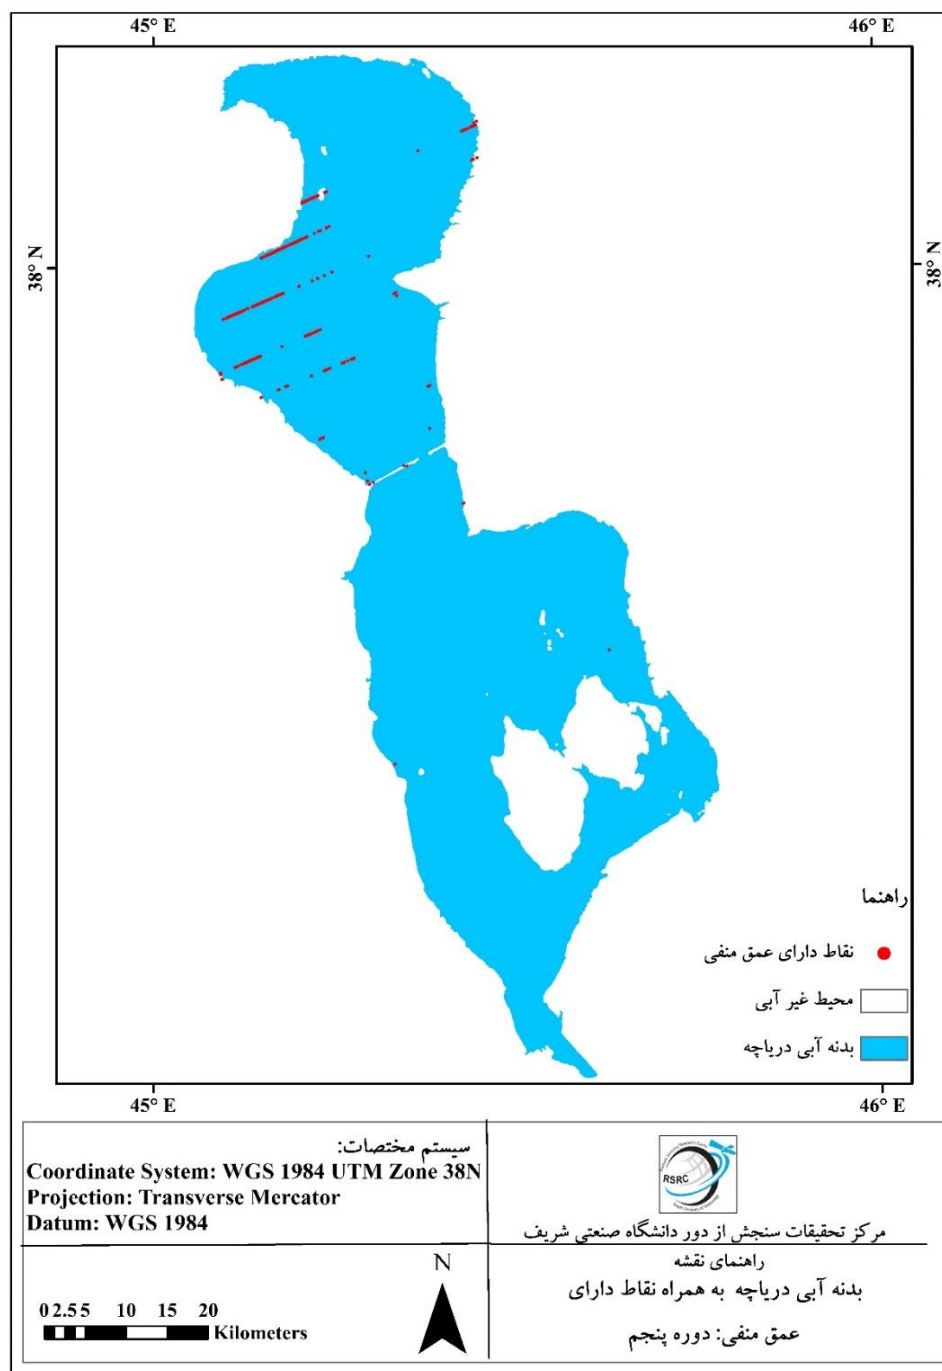 45° E
46° E
38° N
38° N
راهنما
نقاط دارای عمق منفی
محیط غیر آبی
بدنه آبی دریاچه
45° E
46° E
سیستم مختصات:
Coordinate System: WGS 1984 UTM Zone 38N
Projection: Transverse Mercator
Datum: WGS 1984
RSRC
مرکز تحقیقات سنجش از دور دانشگاه صنعتی شریف
راهنمای نقشه
بدنه آبی دریاچه به همراه نقاط دارای
عمق منفی: دوره پنجم
N
0 2.5 5 10 15 20
Kilometers